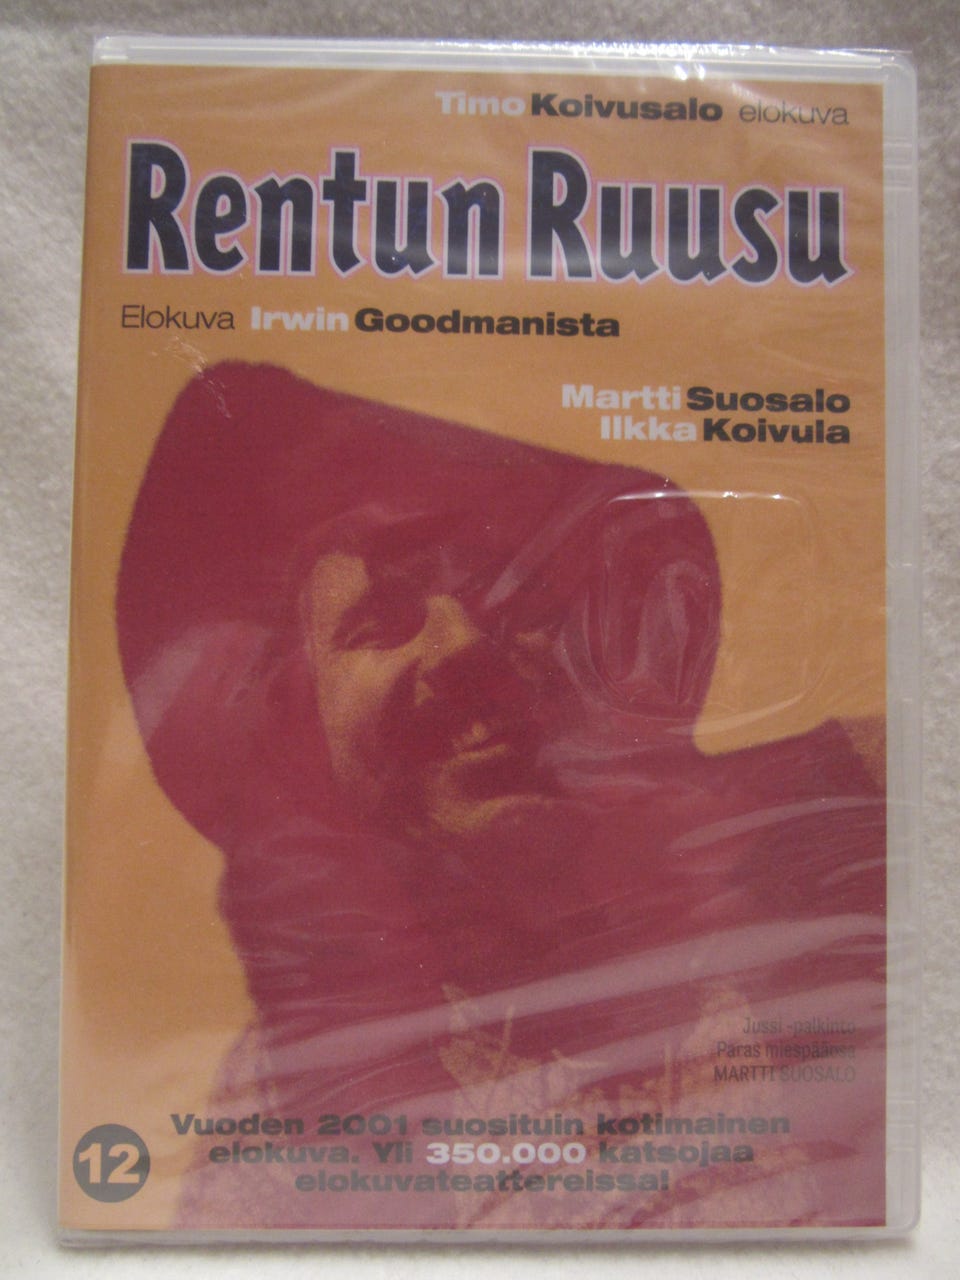 Timo Koivusalo elokuva
Rentun Ruusu
Elokuva Irwin Goodmanista
Martti Suosalo
Ilkka Koivula
Jussi -palkinto
Paras miespääosa
MARTTI SUOSALO
Vuoden 2001 suosituin kotimainen
elokuva. Yli 350.000 katsojaa
elokuvateattereissa!
12